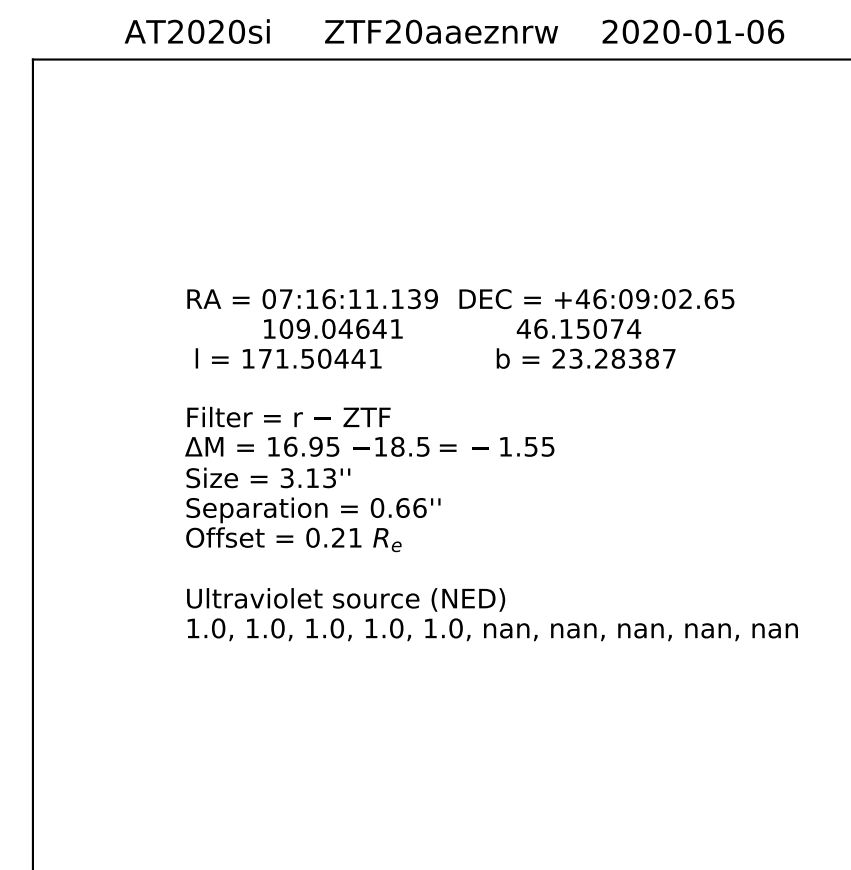 AT2020si ZTF20aaeznrw 2020-01-06
RA = 07:16:11.139 DEC = +46:09:02.65
109.04641 46.15074
l = 171.50441 b = 23.28387
Filter = r − ZTF
ΔM = 16.95 −18.5 = − 1.55
Size = 3.13''
Separation = 0.66''
Offset = 0.21 Re
Ultraviolet source (NED)
1.0, 1.0, 1.0, 1.0, 1.0, nan, nan, nan, nan, nan